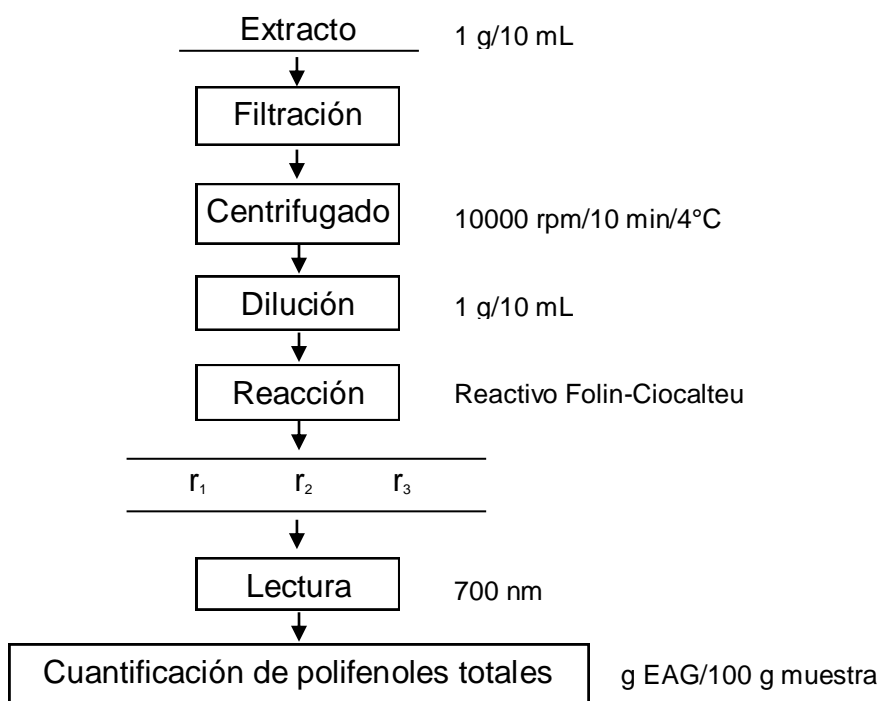 Extracto 1 g/10 mL
Filtración
Centrifugado 10000 rpm/10 min/4°C
Dilución 1 g/10 mL
Reacción Reactivo Folin-Ciocalteu
r₁ r₂ r₃
Lectura 700 nm
Cuantificación de polifenoles totales g EAG/100 g muestra